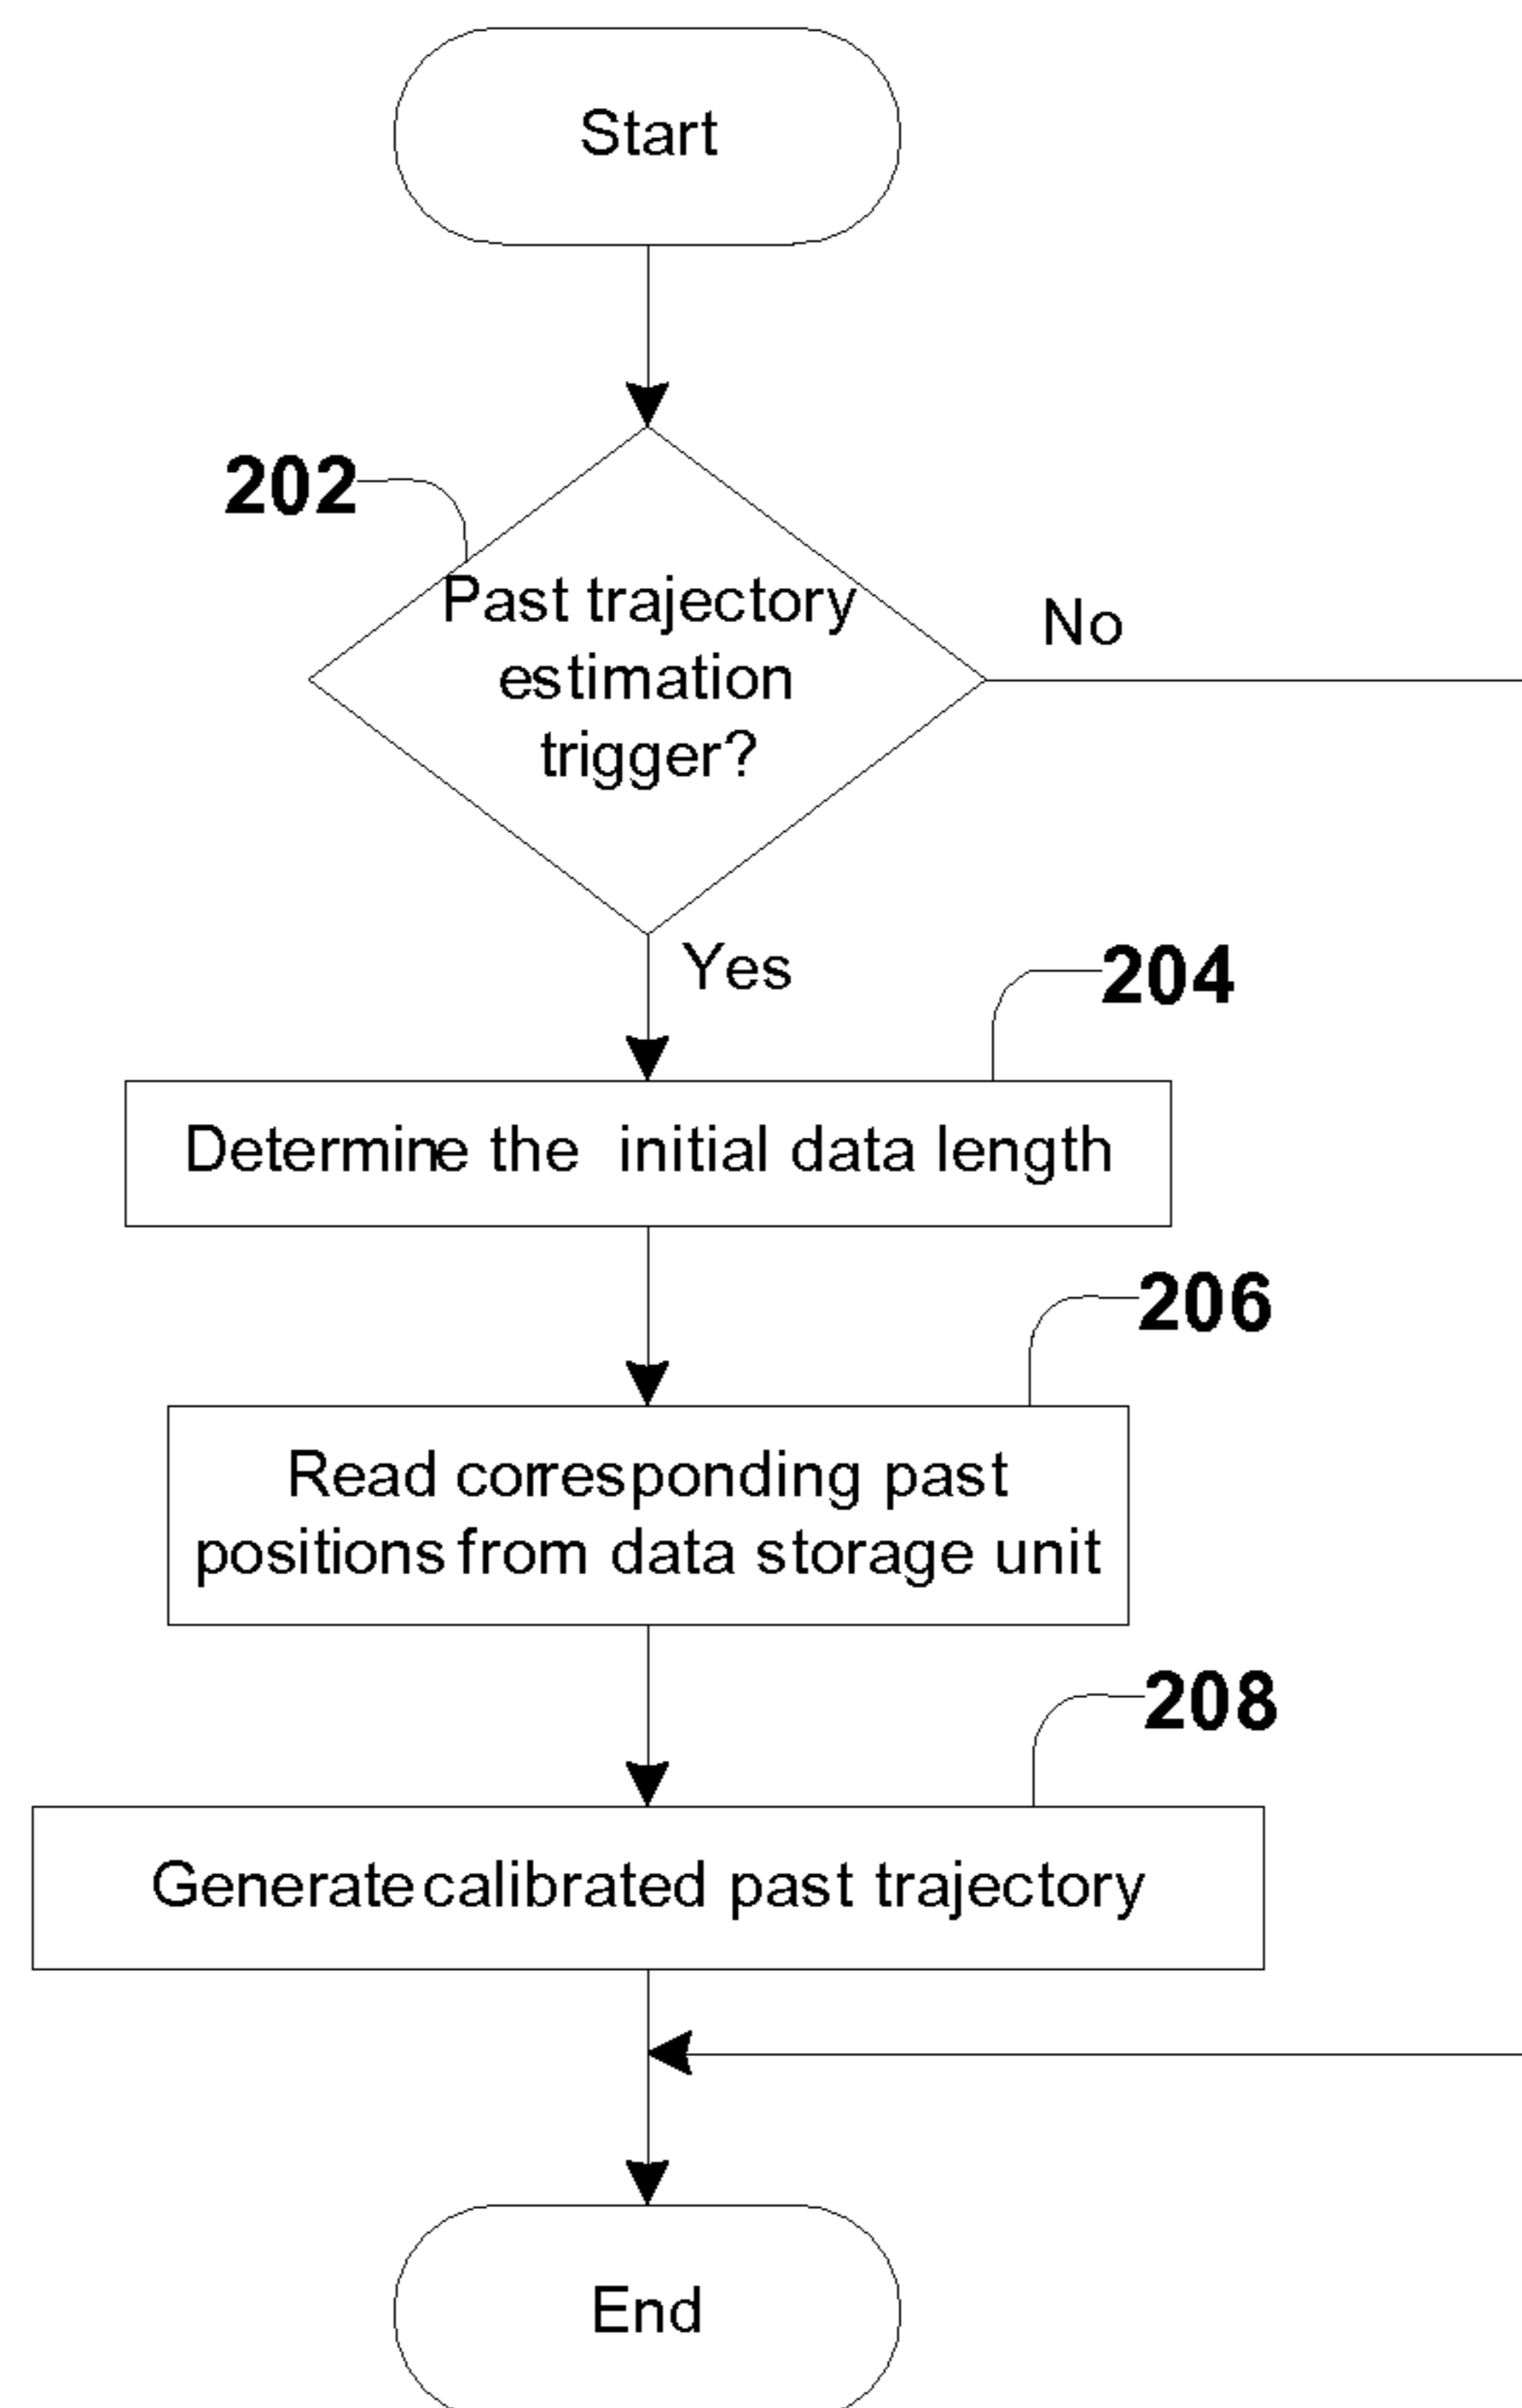 Start
202
Past trajectory
estimation
trigger?
No
Yes
204
Determine the initial data length
206
Read corresponding past
positions from data storage unit
208
Generate calibrated past trajectory
End